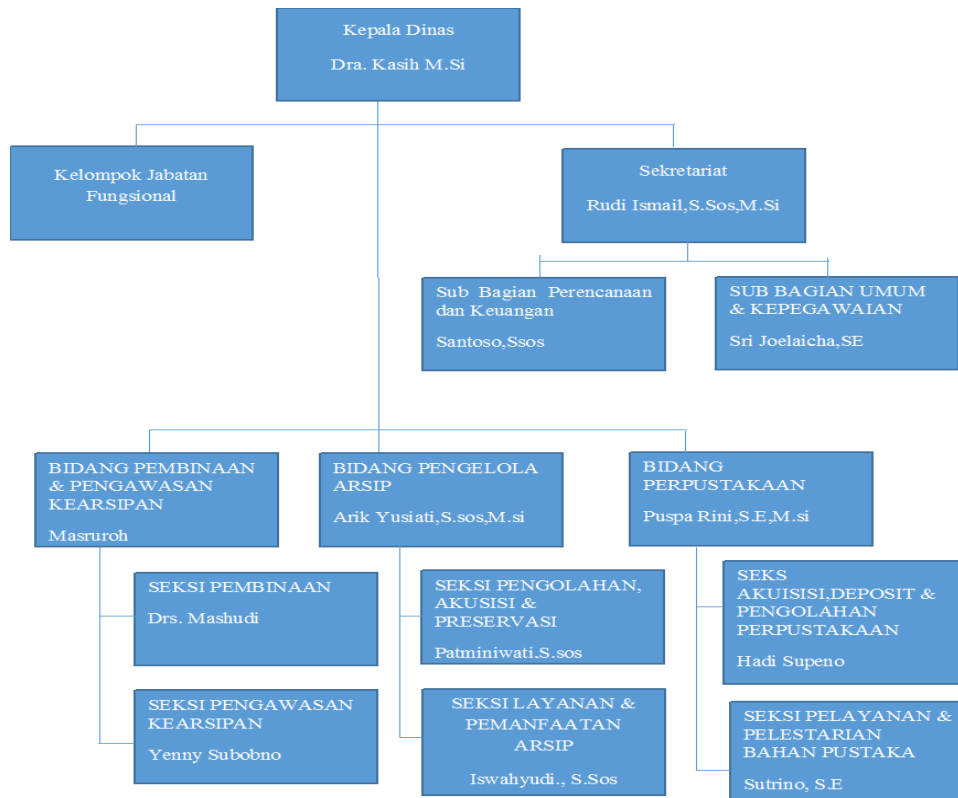 Kepala Dinas
Dra. Kasih M.Si
Kelompok Jabatan
Fungsional
Sekretariat
Rudi Ismail,S.Sos,M.Si
Sub Bagian Perencanaan
dan Keuangan
Santoso,Ssos
SUB BAGIAN UMUM
& KEPEGAWAIAN
Sri Joelaicha,SE
BIDANG PEMBINAAN
& PENGAWASAN
KEARSIPAN
Masruroh
BIDANG PENGELOLA
ARSIP
Arik Yusiati,S.sos,M.si
BIDANG
PERPUSTAKAAN
Puspa Rini,S.E,M.si
SEKSI PEMBINAAN
Drs. Mashudi
SEKSI PENGOLAHAN,
AKUSISI &
PRESERVASI
Patminiwati,S.sos
SEKS
AKUISISI,DEPOSIT &
PENGOLAHAN
PERPUSTAKAAN
Hadi Supeno
SEKSI PENGAWASAN
KEARSIPAN
Yenny Subobno
SEKSI LAYANAN &
PEMANFAATAN
ARSIP
Iswahyudi., S.Sos
SEKSI PELAYANAN &
PELESTARIAN
BAHAN PUSTAKA
Sutrino, S.E